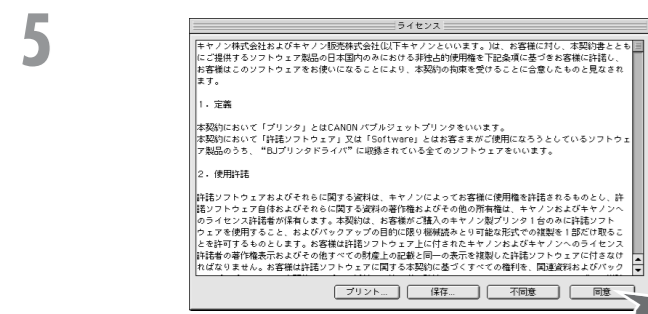 5
ライセンス
キヤノン株式会社およびキヤノン販売株式会社(以下キヤノンといいます。)は、お客様に対し、本契約書ととも
にご提供するソフトウェア製品の日本国内のみにおける非独占的使用権を下記条項に基づきお客様に許諾し、
お客様はこのソフトウェアをお使いになることにより、本契約の拘束を受けることに合意したものと見なされ
ます。
1．定義
本契約において「プリンタ」とはCANON バブルジェットプリンタをいいます。
本契約において「許諾ソフトウェア」又は「Software」とはお客さまがご使用になろうとしているソフトウェ
ア製品のうち、“BJプリンタドライバ”に収録されている全てのソフトウェアをいいます。
2．使用許諾
許諾ソフトウェアおよびそれらに関する資料は、キヤノンによってお客様に使用権を許諾されるものとし、許
諾ソフトウェア自体およびそれらに関する資料の著作権およびその他の所有権は、キヤノンおよびキヤノンへ
のライセンス許諾者が保有します。本契約は、お客様がご購入のキヤノン製プリンタ1台のみに許諾ソフト
ウェアを使用すること、およびバックアップの目的に限り機械読みとり可能な形式での複製を1部だけ取るこ
とを許可するものとします。お客様は許諾ソフトウェア上に付されたキヤノンおよびキヤノンへのライセンス
許諾者の著作権表示およびその他すべての財産上の記載と同一の表示を複製した許諾ソフトウェアに付さなけ
ればなりません。お客様は許諾ソフトウェアに関する本契約に基づくすべての権利を、関連資料およびバック
プリント... 保存... 不同意 同意